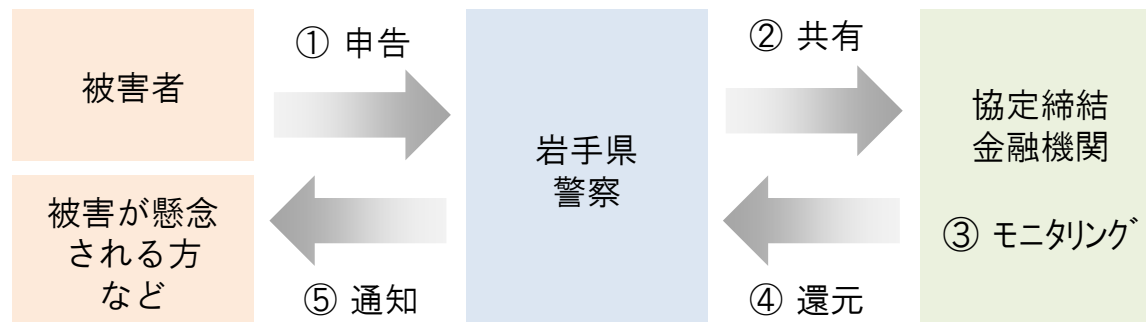 被害者
① 申告
② 共有
岩手県
警察
協定締結
金融機関
③ モニタリング
被害が懸念
される方
など
⑤ 通知
④ 還元